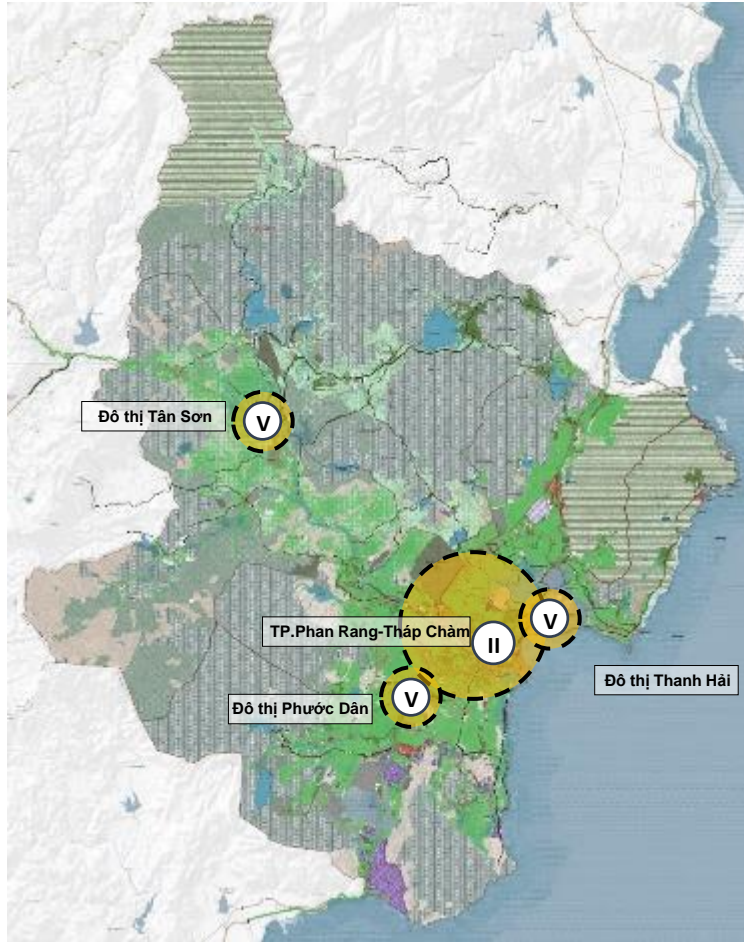 Đô thị Tân Sơn
V
TP.Phan Rang-Tháp Chàm
II
V
Đô thị Thanh Hải
Đô thị Phước Dân
V